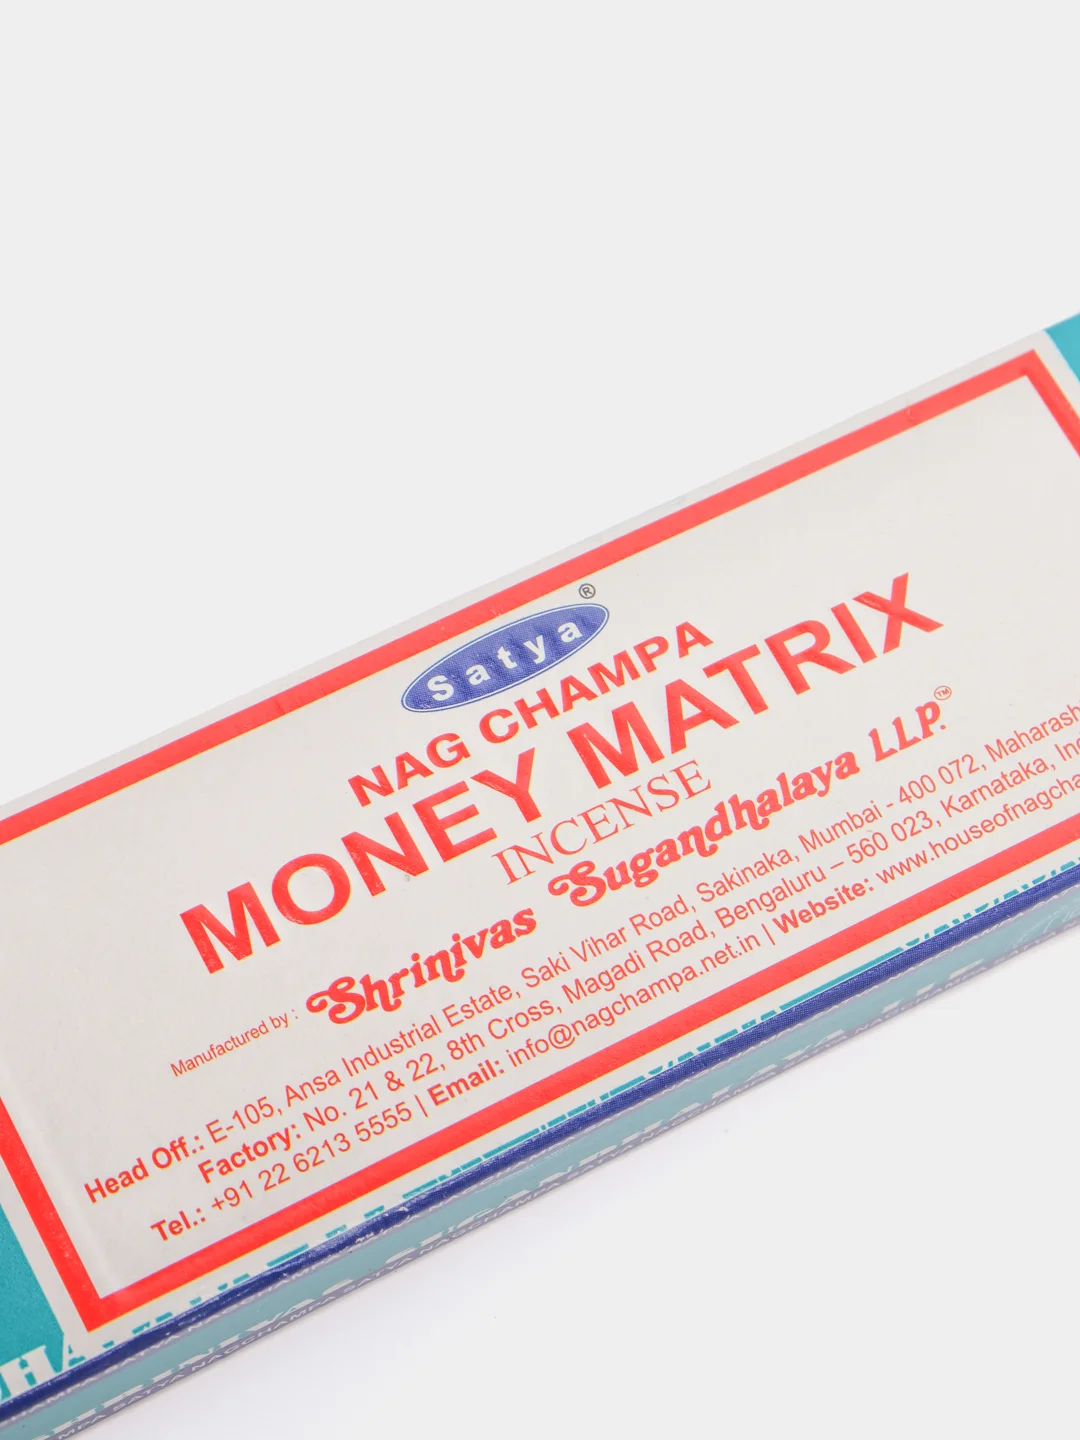 Satya®
NAG CHAMPA
MONEY MATRIX
INCENSE
Manufactured by : Shrinivas Sugandhalaya LLP.™
Head Off.: E-105, Ansa Industrial Estate, Saki Vihar Road, Sakinaka, Mumbai - 400 072, Maharash
Factory: No. 21 & 22, 8th Cross, Magadi Road, Bengaluru – 560 023, Karnataka, Ind
Tel.: +91 22 6213 5555 | Email: info@nagchampa.net.in | Website: www.houseofnagcha